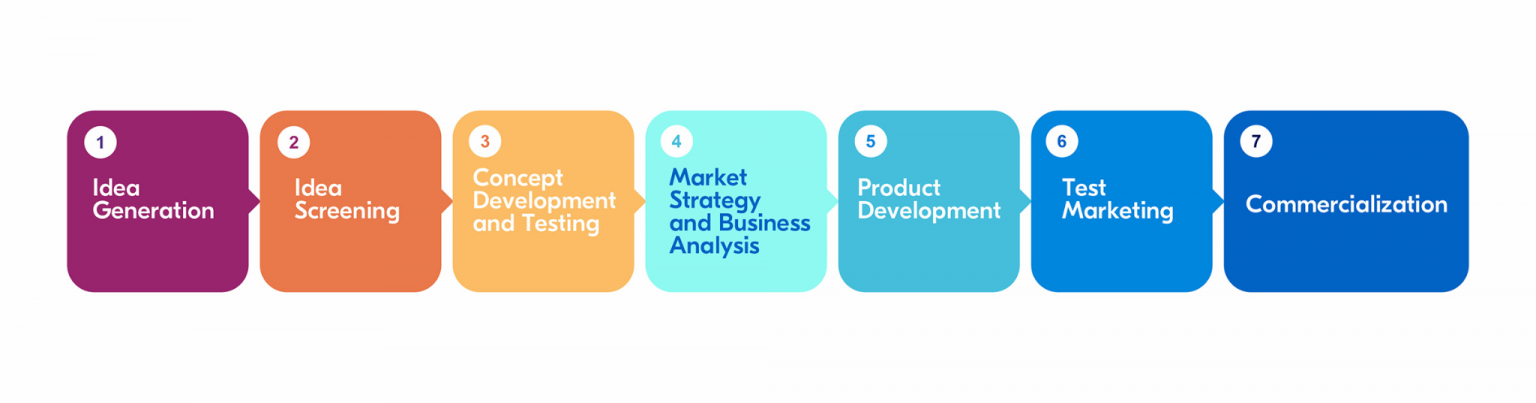 1
Idea
Generation
2
Idea
Screening
3
Concept
Development
and Testing
4
Market
Strategy
and Business
Analysis
5
Product
Development
6
Test
Marketing
7
Commercialization